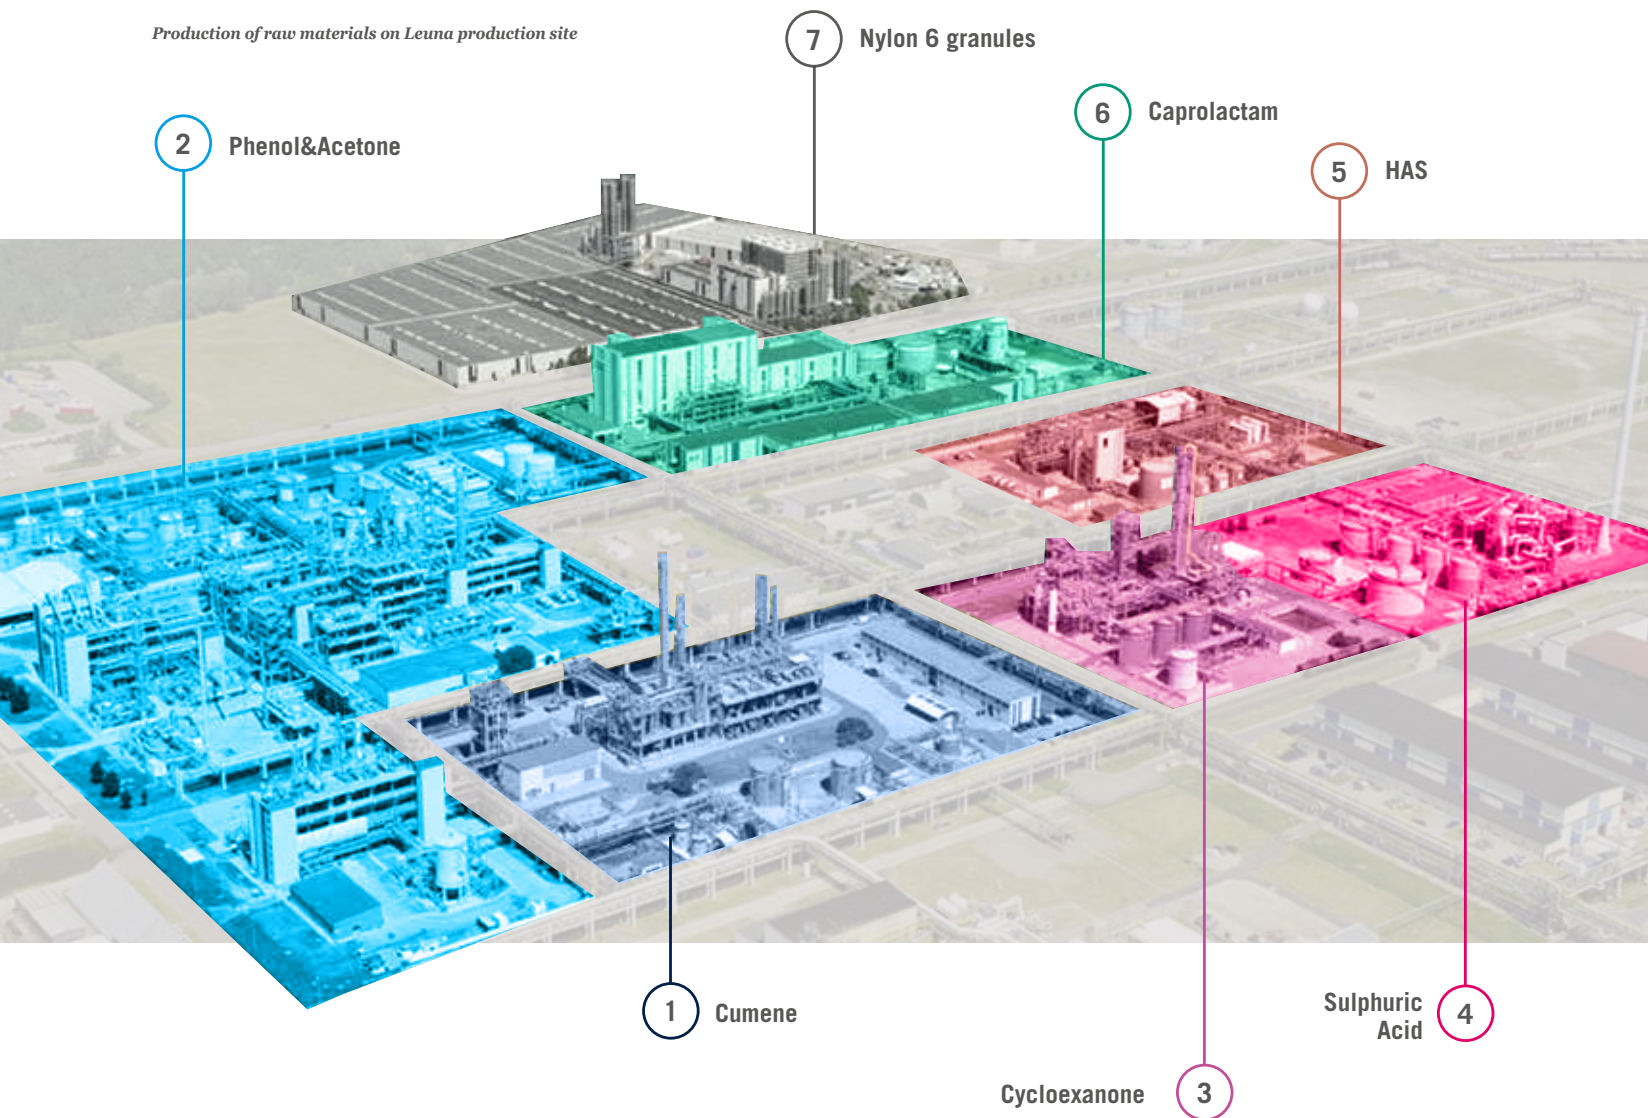 Production of raw materials on Leuna production site
7 Nylon 6 granules
6 Caprolactam
2 Phenol&Acetone
5 HAS
1 Cumene
Sulphuric
Acid
4
Cycloexanone 3